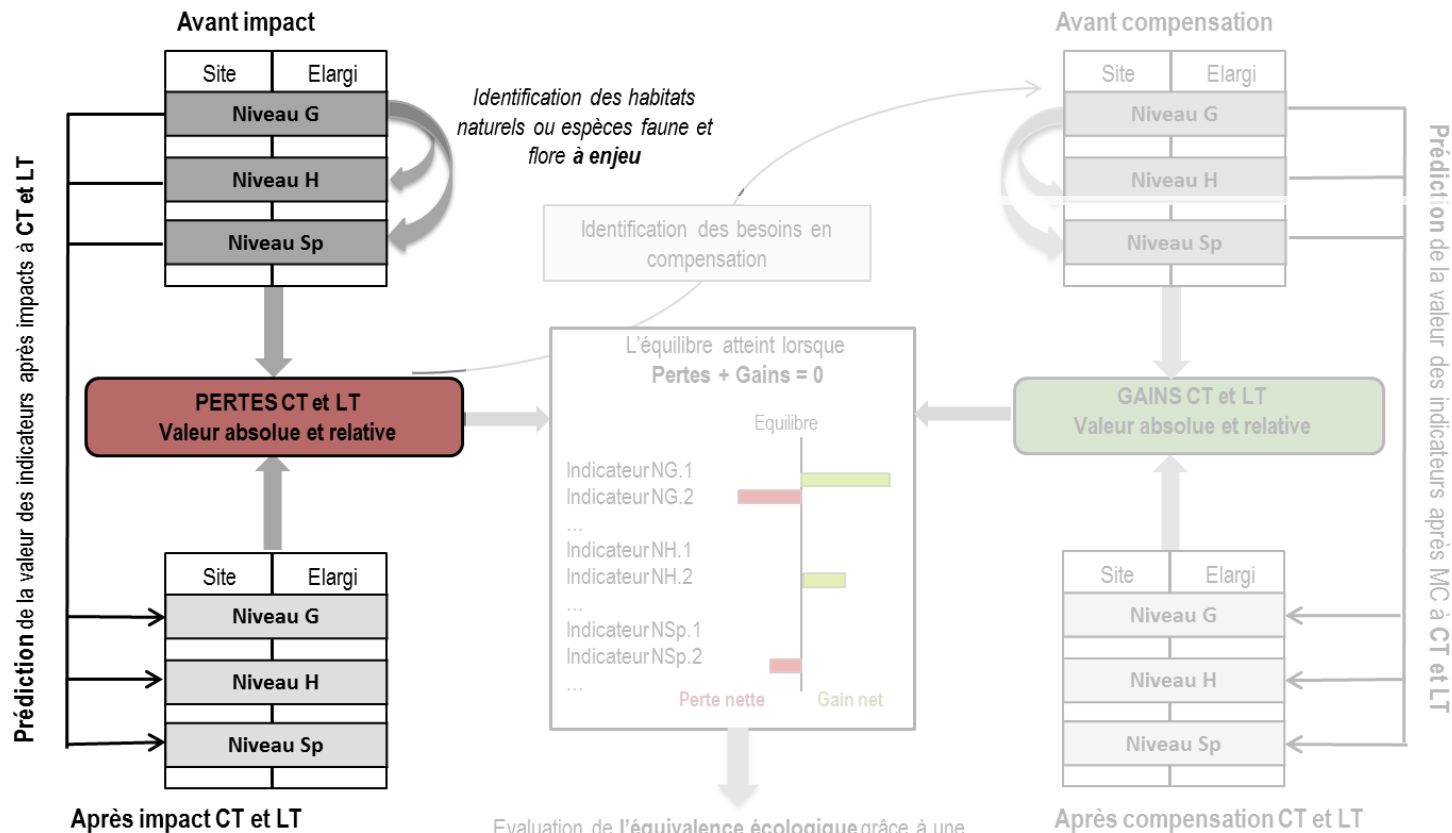 Avant impact
Site Elargi
Niveau G
Niveau H
Niveau Sp
Identification des habitats
naturels ou espèces faune et
flore à enjeu
Prédiction de la valeur des indicateurs après impacts à CT et LT
PERTES CT et LT
Valeur absolue et relative
Site Elargi
Niveau G
Niveau H
Niveau Sp
Après impact CT et LT
Identification des besoins en
compensation
L'équilibre atteint lorsque
Pertes + Gains = 0
Equilibre
Indicateur NG.1
Indicateur NG.2
...
Indicateur NH.1
Indicateur NH.2
...
Indicateur NSp.1
Indicateur NSp.2
...
Perte nette Gain net
Evaluation de l'équivalence écologique grâce à une
Avant compensation
Site Elargi
Niveau G
Niveau H
Niveau Sp
GAINS CT et LT
Valeur absolue et relative
Site Elargi
Niveau G
Niveau H
Niveau Sp
Après compensation CT et LT
Prédiction de la valeur des indicateurs après MC à CT et LT